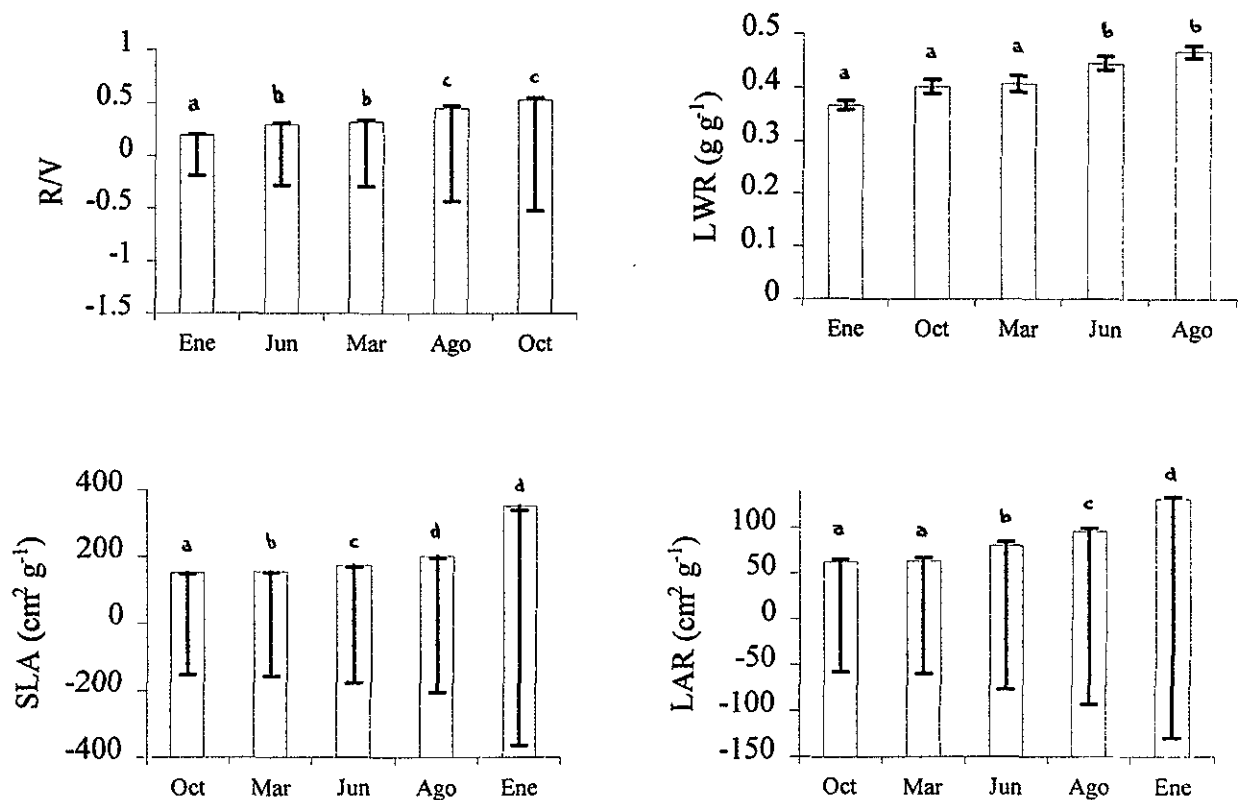 1
0.5
0
-0.5
-1
-1.5
R/V
a
b
b
c
c
Ene Jun Mar Ago Oct
0.5
0.4
0.3
0.2
0.1
0
LWR (g g⁻¹)
a
a
a
b
b
Ene Oct Mar Jun Ago
400
200
0
-200
-400
SLA (cm² g⁻¹)
a
b
c
d
d
Oct Mar Jun Ago Ene
100
50
0
-50
-100
-150
LAR (cm² g⁻¹)
a
a
b
c
d
Oct Mar Jun Ago Ene